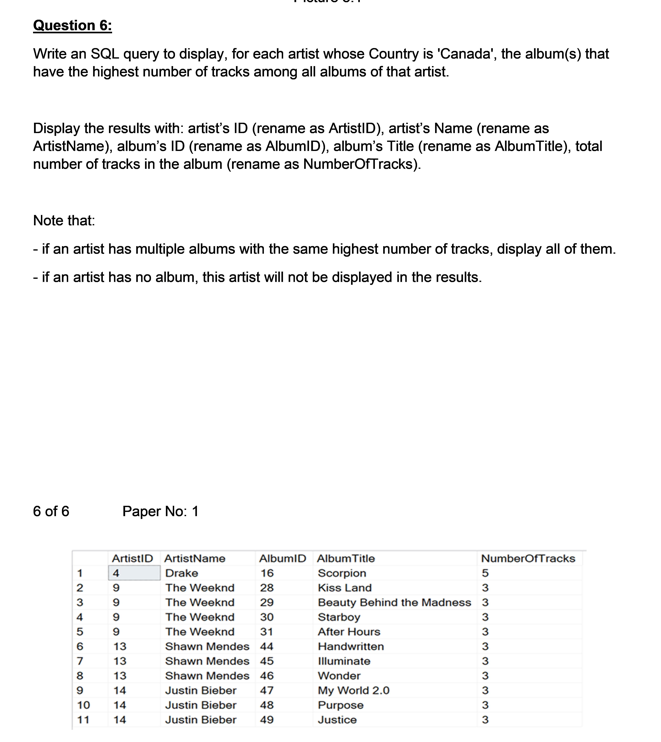 Question 6:
Write an SQL query to display, for each artist whose Country is 'Canada', the album(s) that
have the highest number of tracks among all albums of that artist.
Display the results with: artist's ID (rename as ArtistID), artist's Name (rename as
ArtistName), album's ID (rename as AlbumID), album's Title (rename as AlbumTitle), total
number of tracks in the album (rename as NumberOfTracks).
Note that:
- if an artist has multiple albums with the same highest number of tracks, display all of them.
- if an artist has no album, this artist will not be displayed in the results.
6 of 6 Paper No: 1
ArtistID ArtistName AlbumID AlbumTitle NumberOfTracks
1 4 Drake 16 Scorpion 5
2 9 The Weeknd 28 Kiss Land 3
3 9 The Weeknd 29 Beauty Behind the Madness 3
4 9 The Weeknd 30 Starboy 3
5 9 The Weeknd 31 After Hours 3
6 13 Shawn Mendes 44 Handwritten 3
7 13 Shawn Mendes 45 Illuminate 3
8 13 Shawn Mendes 46 Wonder 3
9 14 Justin Bieber 47 My World 2.0 3
10 14 Justin Bieber 48 Purpose 3
11 14 Justin Bieber 49 Justice 3